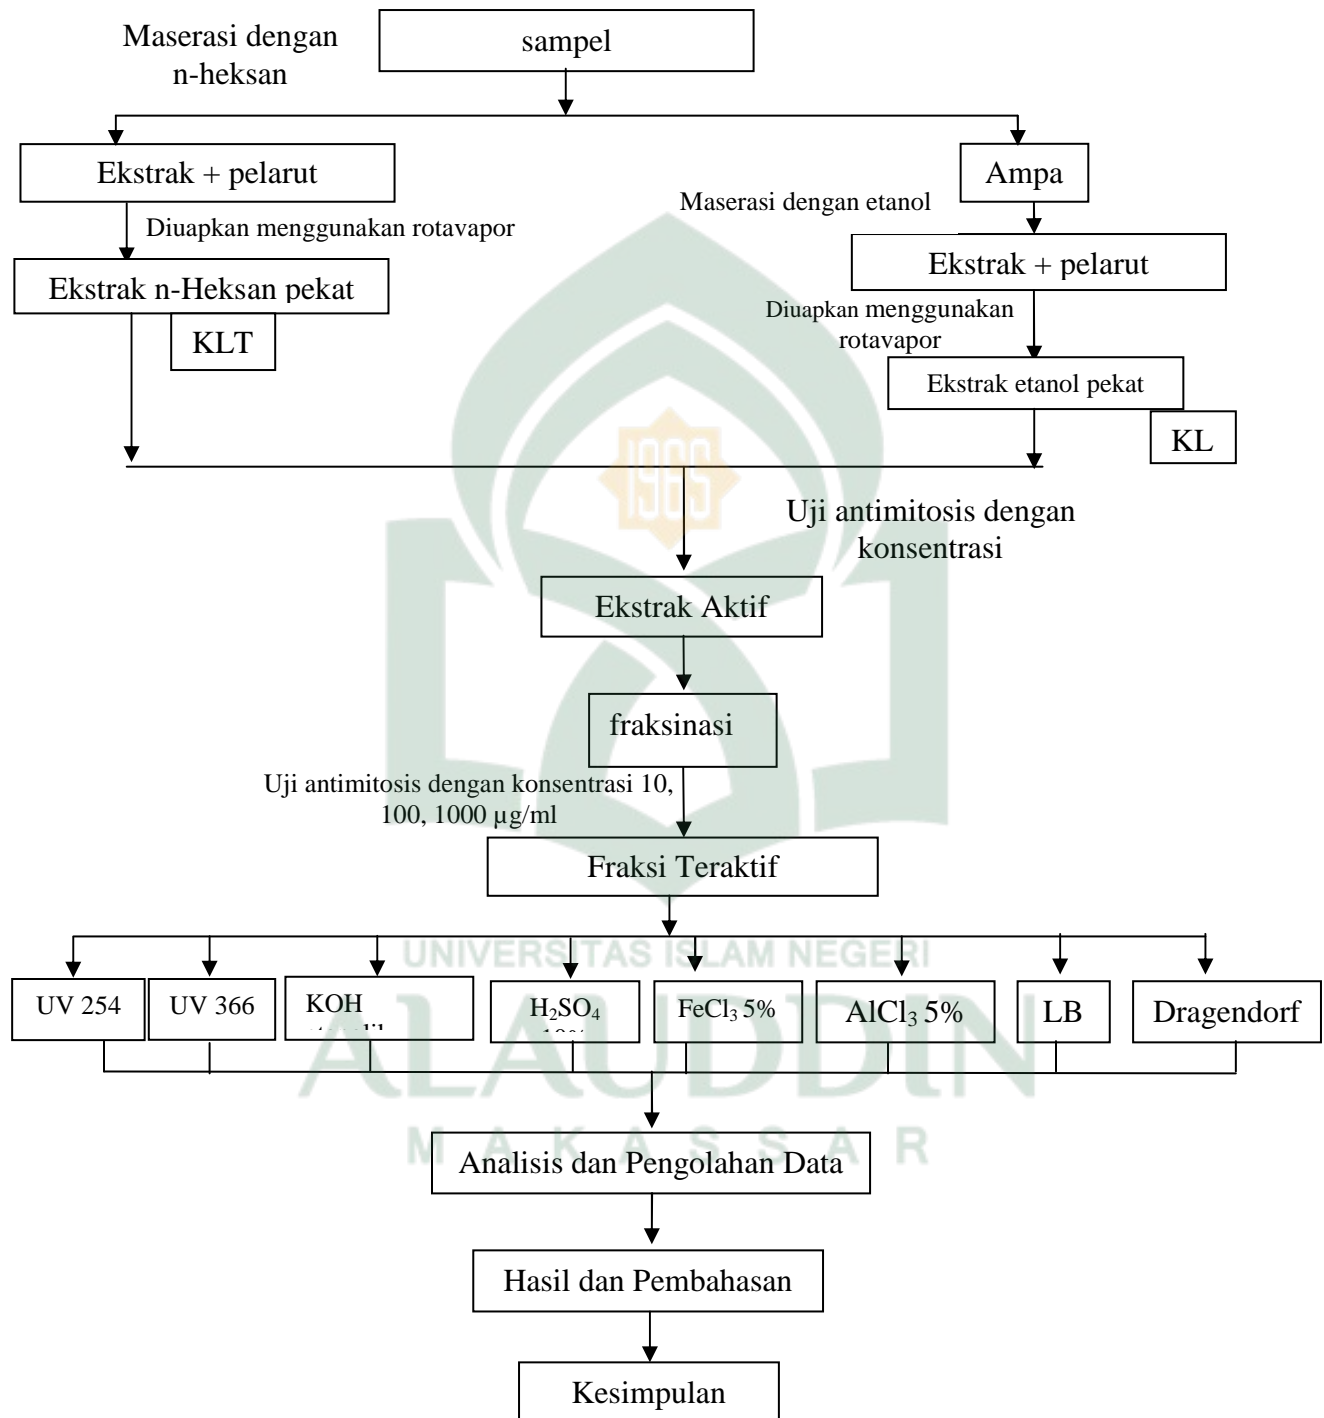 Maserasi dengan
n-heksan
sampel
Ekstrak + pelarut
Ampa
Diuapkan menggunakan rotavapor
Maserasi dengan etanol
Ekstrak n-Heksan pekat
Ekstrak + pelarut
KLT
Diuapkan menggunakan
rotavapor
Ekstrak etanol pekat
KL
1965
Uji antimitosis dengan
konsentrasi
Ekstrak Aktif
fraksinasi
Uji antimitosis dengan konsentrasi 10,
100, 1000 µg/ml
Fraksi Teraktif
UNIVERSITAS ISLAM NEGERI
UV 254
UV 366
KOH
H₂SO₄
FeCl₃ 5%
AlCl₃ 5%
LB
Dragendorf
ALAUDDIN
MAKASSAR
Analisis dan Pengolahan Data
Hasil dan Pembahasan
Kesimpulan